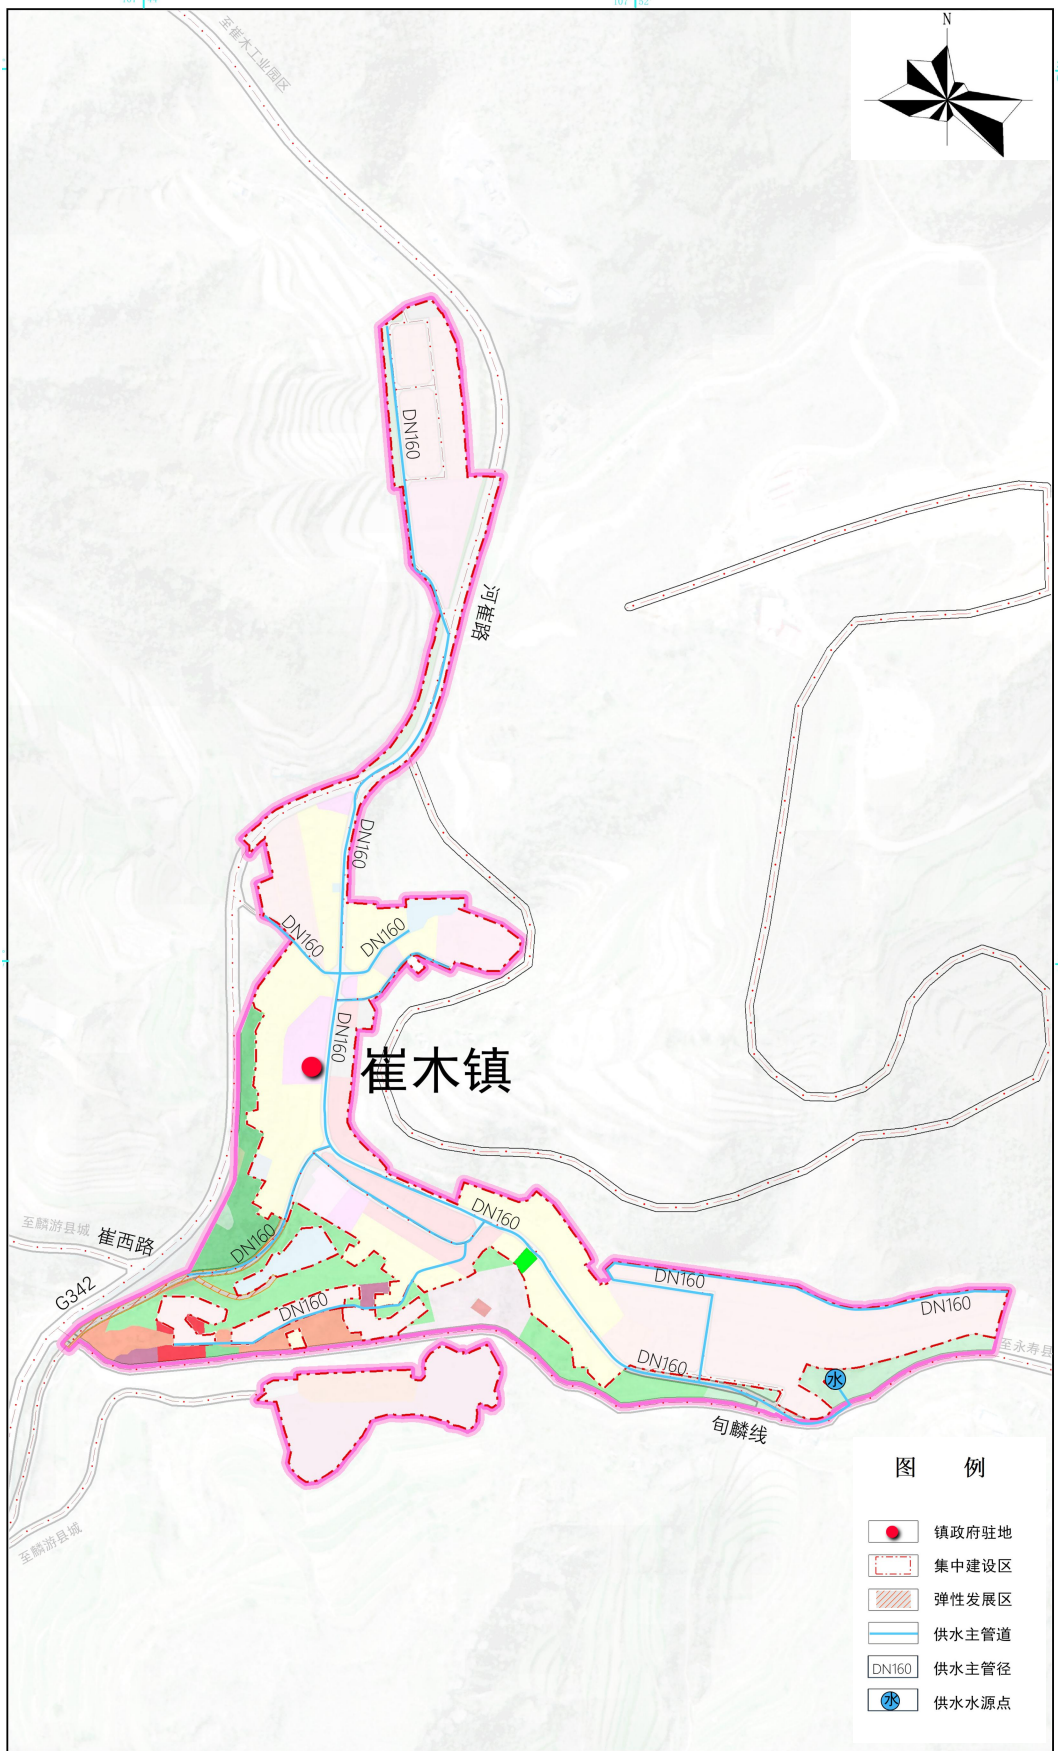 N
至崔木工业园区
DN160
河崔路
DN160
DN160
DN160
DN160
崔木镇
DN160
至麟游县城
崔西路
DN160
G342
DN160
DN160
DN160
DN160
至永寿县
水
旬麟线
至麟游县城
图 例
镇政府驻地
集中建设区
弹性发展区
供水主管道
DN160
供水主管径
水
供水水源点